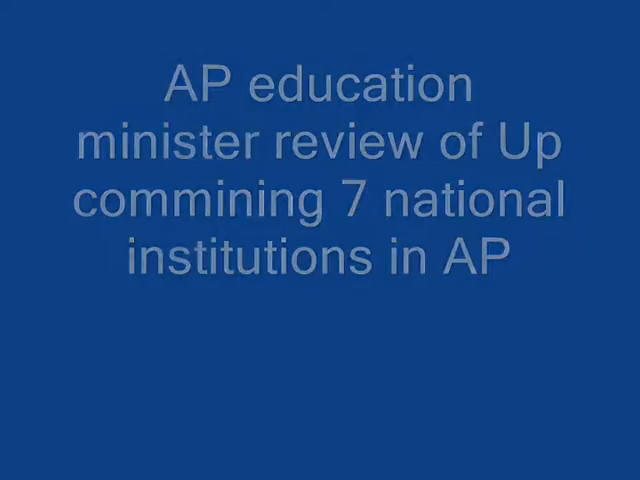 AP education
minister review of Up
commining 7 national
institutions in AP